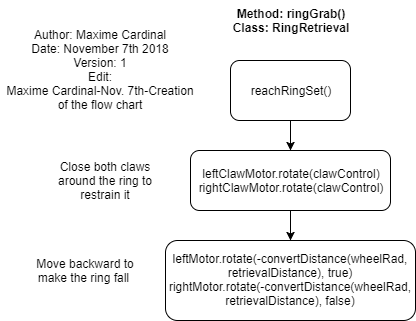 Method: ringGrab()
Class: RingRetrieval
Author: Maxime Cardinal
Date: November 7th 2018
Version: 1
Edit:
Maxime Cardinal-Nov. 7th-Creation
of the flow chart
reachRingSet()
Close both claws
around the ring to
restrain it
leftClawMotor.rotate(clawControl)
rightClawMotor.rotate(clawControl)
Move backward to
make the ring fall
leftMotor.rotate(-convertDistance(wheelRad,
retrievalDistance), true)
rightMotor.rotate(-convertDistance(wheelRad,
retrievalDistance), false)